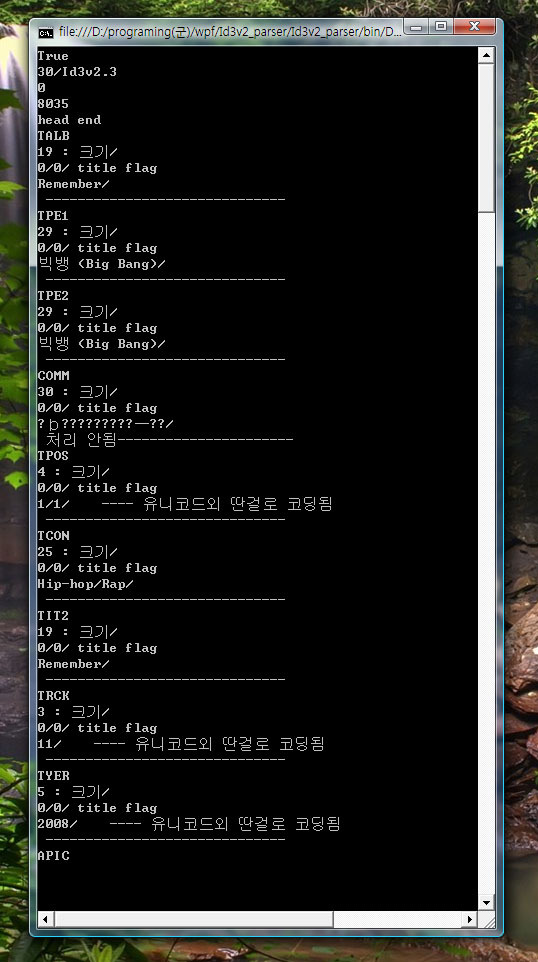 file:///D:/programing(군)/wpf/Id3v2_parser/Id3v2_parser/bin/D...
True
30/Id3v2.3
0
8035
head end
TALB
19 : 크기/
0/0/ title flag
Remember/
------------------------------
TPE1
29 : 크기/
0/0/ title flag
빅뱅 (Big Bang)/
------------------------------
TPE2
29 : 크기/
0/0/ title flag
빅뱅 (Big Bang)/
------------------------------
COMM
30 : 크기/
0/0/ title flag
?p?????????—??/
처리 안됨----------------------
TPOS
4 : 크기/
0/0/ title flag
1/1/    ---- 유니코드외 딴걸로 코딩됨
------------------------------
TCON
25 : 크기/
0/0/ title flag
Hip-hop/Rap/
------------------------------
TIT2
19 : 크기/
0/0/ title flag
Remember/
------------------------------
TRCK
3 : 크기/
0/0/ title flag
11/    ---- 유니코드외 딴걸로 코딩됨
------------------------------
TYER
5 : 크기/
0/0/ title flag
2008/    ---- 유니코드외 딴걸로 코딩됨
------------------------------
APIC